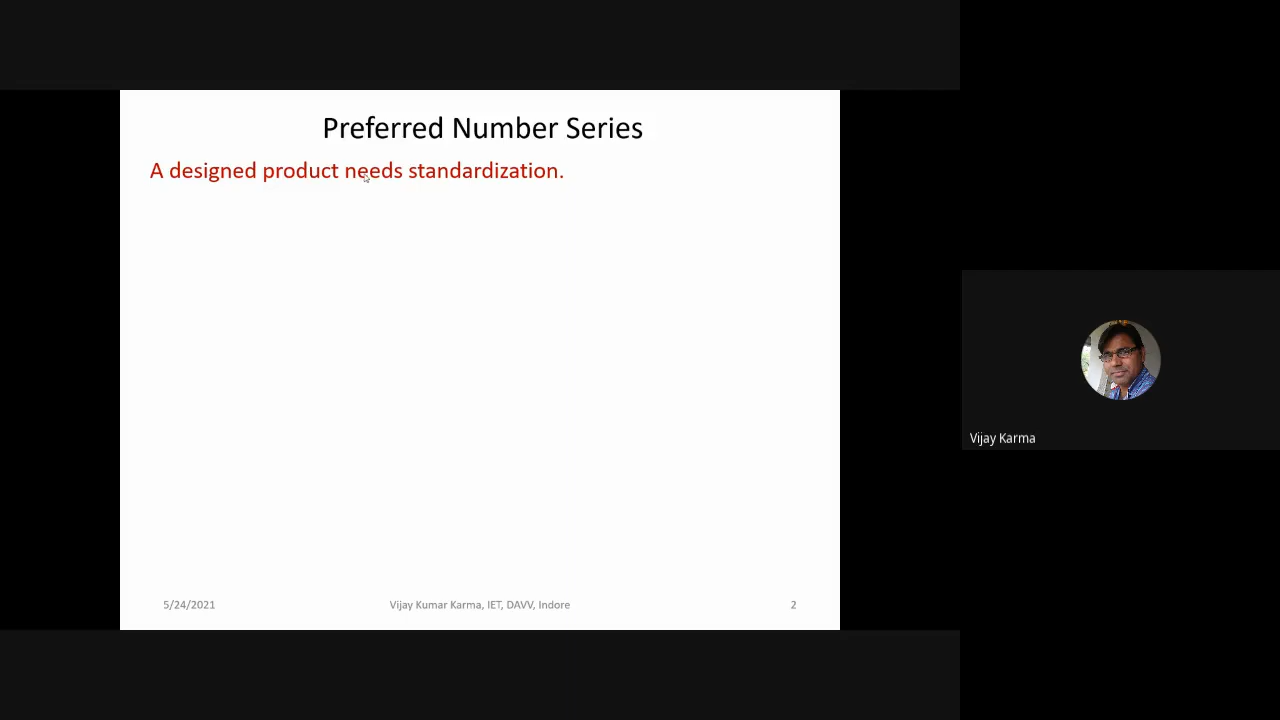 Preferred Number Series
A designed product needs standardization.
5/24/2021
Vijay Kumar Karma, IET, DAVV, Indore
2
Vijay Karma